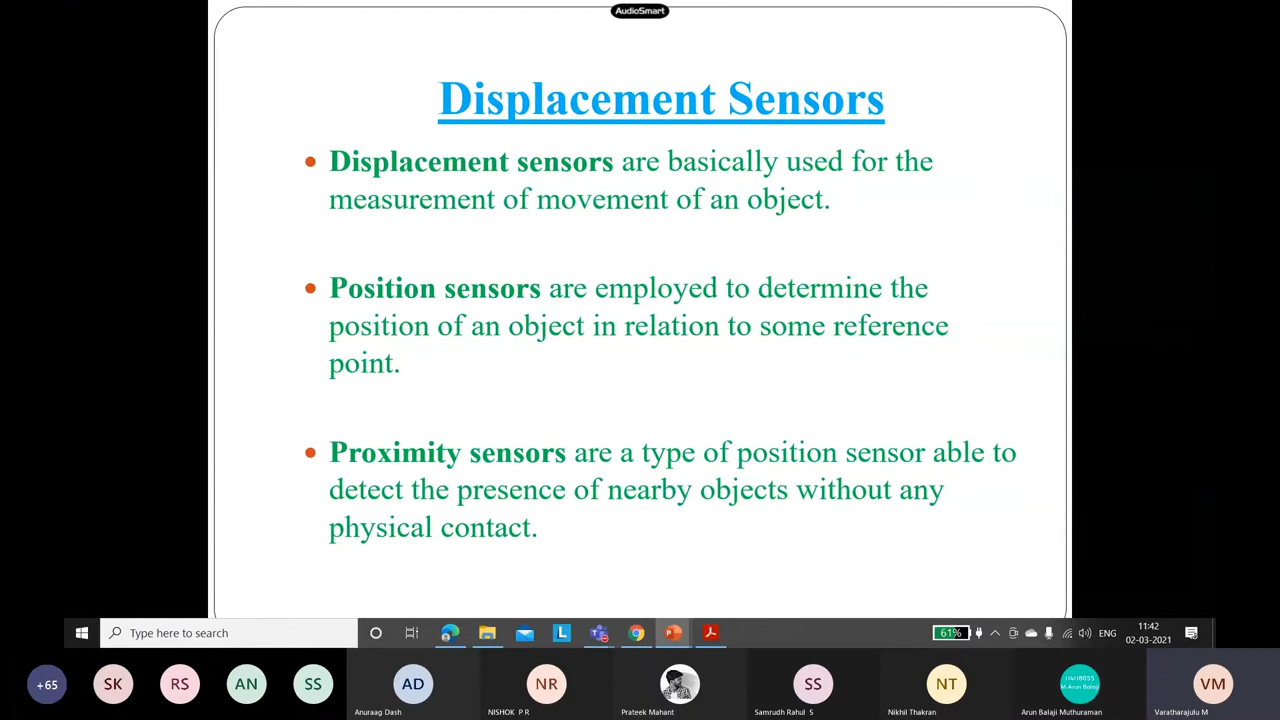 AudioSmart
Displacement Sensors
• Displacement sensors are basically used for the
measurement of movement of an object.
• Position sensors are employed to determine the
position of an object in relation to some reference
point.
• Proximity sensors are a type of position sensor able to
detect the presence of nearby objects without any
physical contact.
Type here to search
L
61%
ENG
11:42
02-03-2021
+65
SK
RS
AN
SS
AD
NR
SS
NT
114118055
M Arun Balaji
VM
Anuraag Dash
NISHOK P R
Prateek Mahant
Samrudh Rahul S
Nikhil Thakran
Arun Balaji Muthuraman
Varatharajulu M